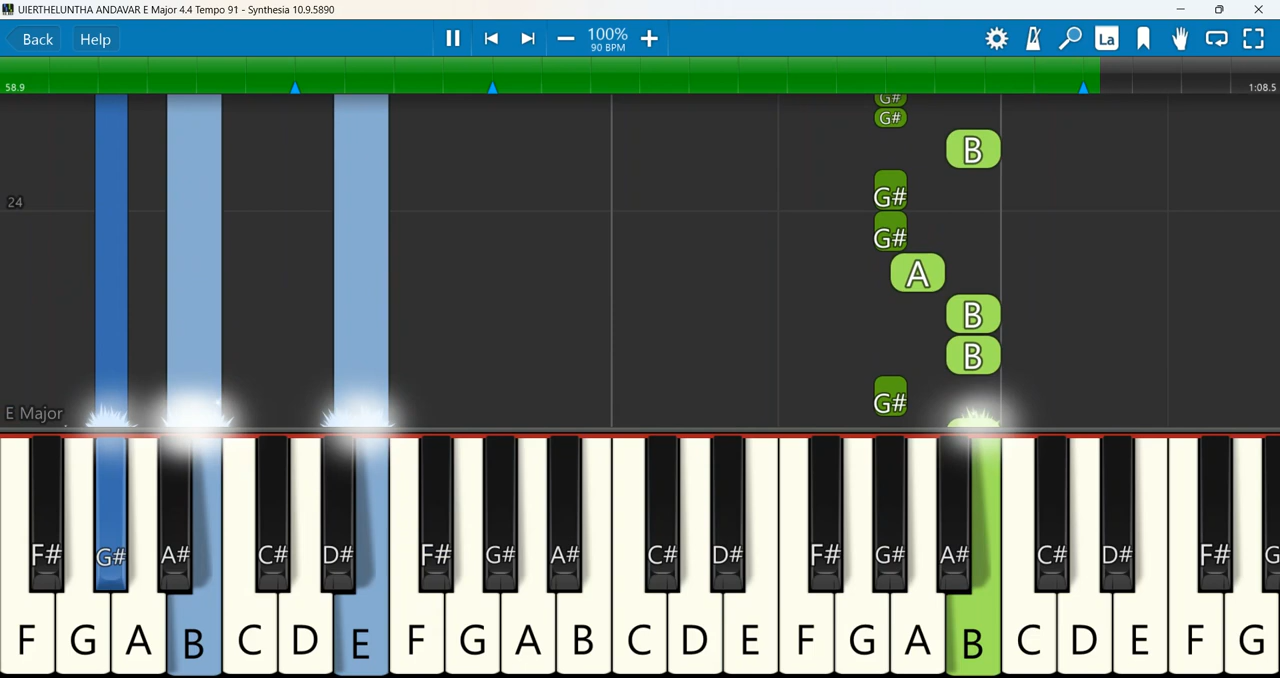 UIERTHELUNTHA ANDAVAR E Major 4.4 Tempo 91 - Synthesia 10.9.5890
Back Help 100% La
90 BPM
58.9 1:08.5
G#
G#
B
24 G#
G#
A
B
B
E Major G#
F# G# A# C# D# F# G# A# C# D# F# G# A# C# D# F# G
F G A B C D E F G A B C D E F G A B C D E F G